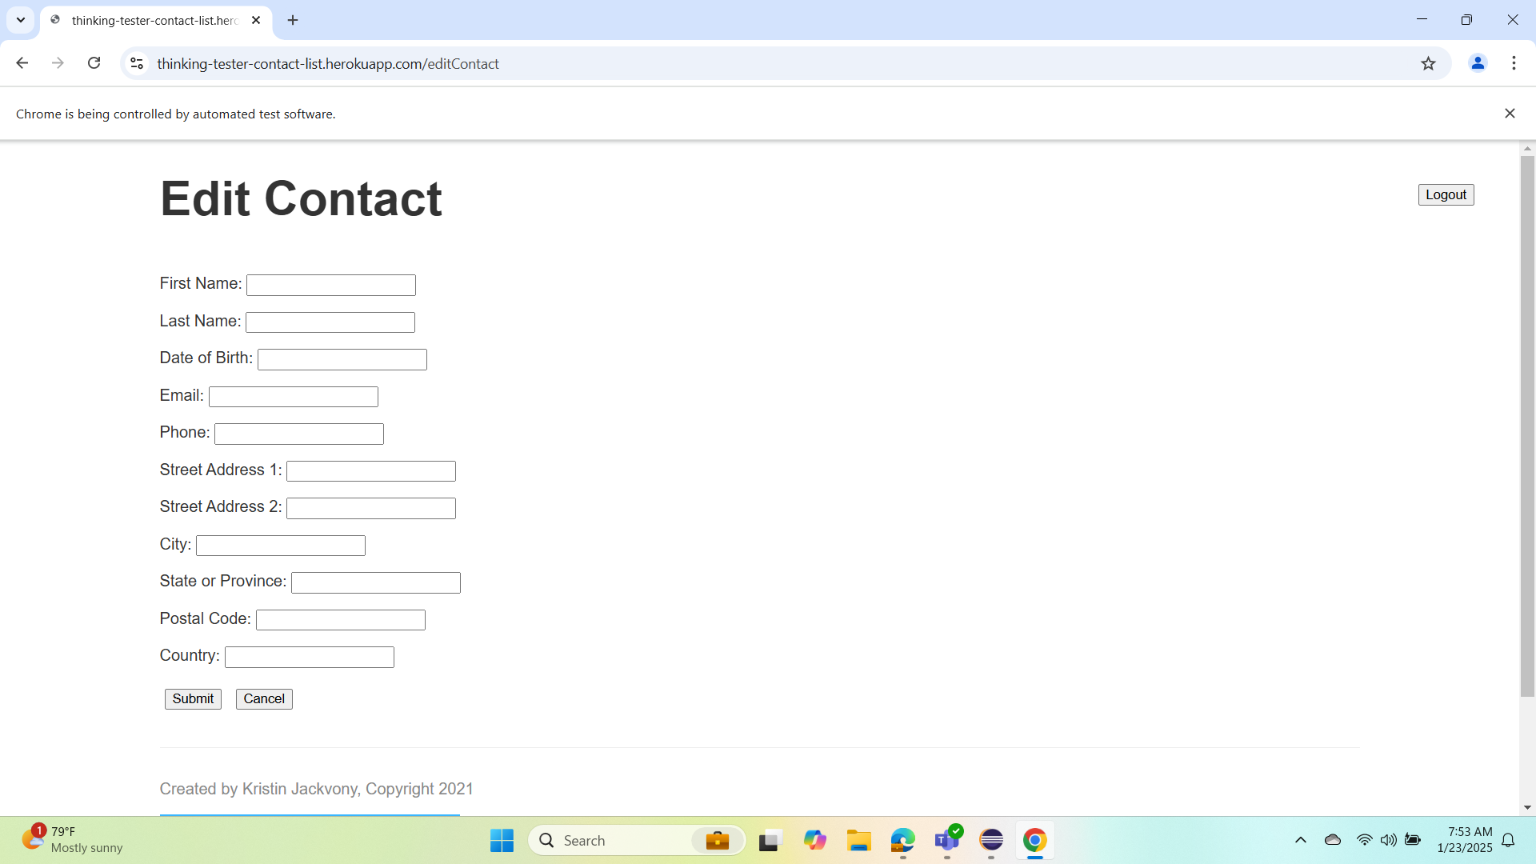 thinking-tester-contact-list.herc
thinking-tester-contact-list.herokuapp.com/editContact
Chrome is being controlled by automated test software.
Edit Contact
Logout
First Name:
Last Name:
Date of Birth:
Email:
Phone:
Street Address 1:
Street Address 2:
City:
State or Province:
Postal Code:
Country:
Submit Cancel
Created by Kristin Jackvony, Copyright 2021
1
79°F
Mostly sunny
Search
7:53 AM
1/23/2025